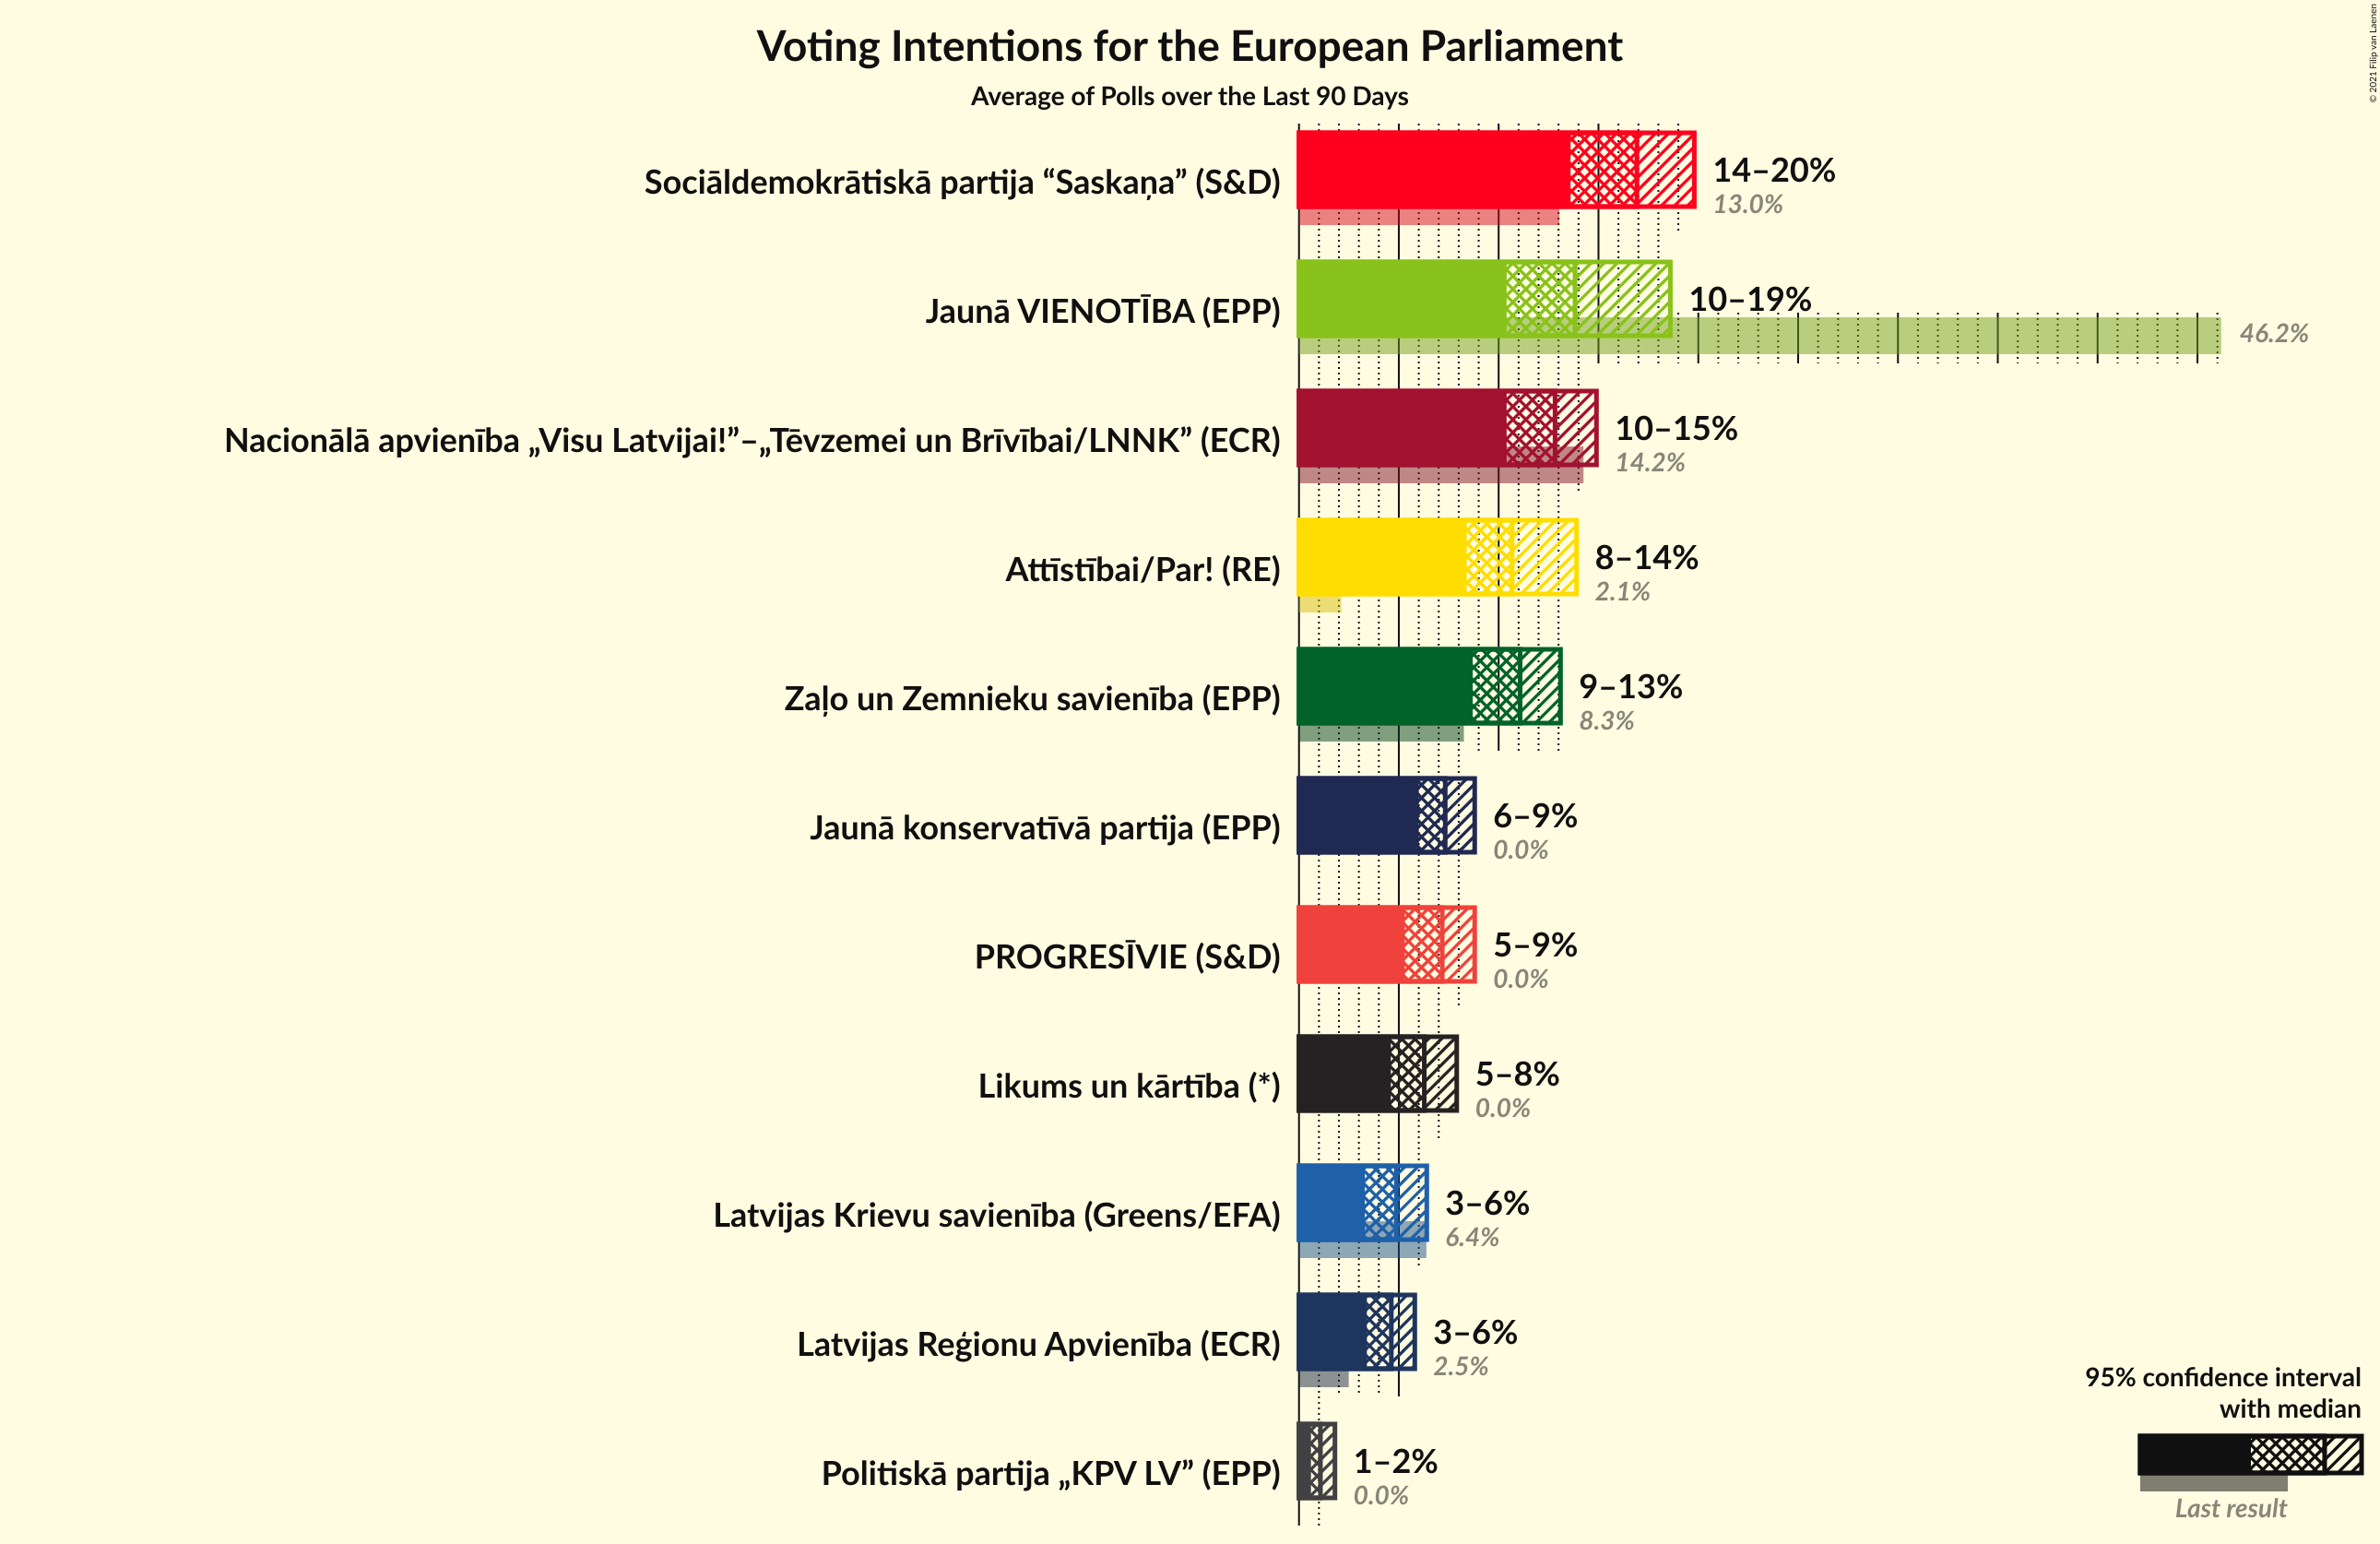 © 2021 Filip van Laenen
Voting Intentions for the European Parliament
Average of Polls over the Last 90 Days
Sociāldemokrātiskā partija “Saskaņa” (S&D)
14–20%
13.0%
Jaunā VIENOTĪBA (EPP)
10–19%
46.2%
Nacionālā apvienība „Visu Latvijai!”–„Tēvzemei un Brīvībai/LNNK” (ECR)
10–15%
14.2%
Attīstībai/Par! (RE)
8–14%
2.1%
Zaļo un Zemnieku savienība (EPP)
9–13%
8.3%
Jaunā konservatīvā partija (EPP)
6–9%
0.0%
PROGRESĪVIE (S&D)
5–9%
0.0%
Likums un kārtība (*)
5–8%
0.0%
Latvijas Krievu savienība (Greens/EFA)
3–6%
6.4%
Latvijas Reģionu Apvienība (ECR)
3–6%
2.5%
Politiskā partija „KPV LV” (EPP)
1–2%
0.0%
95% confidence interval
with median
Last result